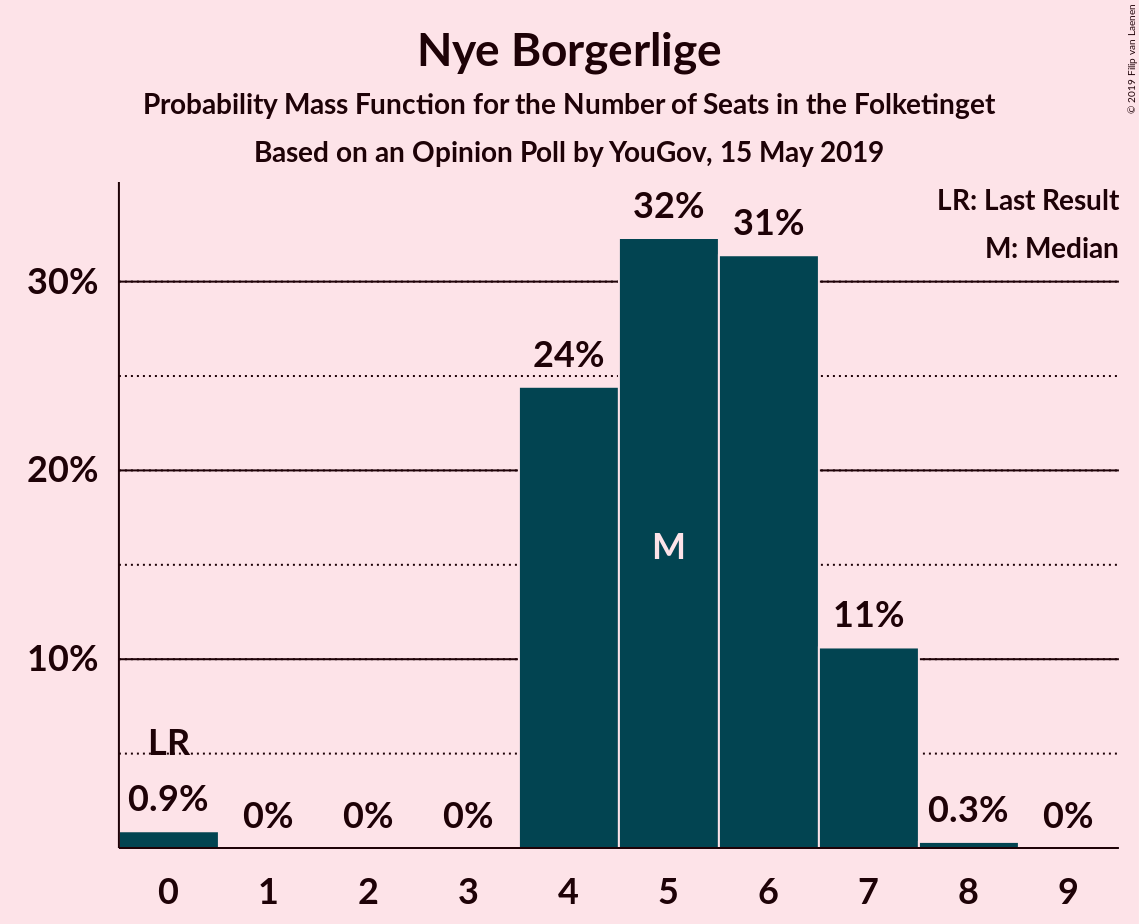 Nye Borgerlige
Probability Mass Function for the Number of Seats in the Folketinget
Based on an Opinion Poll by YouGov, 15 May 2019
© 2019 Filip van Laenen
LR: Last Result
M: Median
32%
31%
30%
24%
20%
M
11%
10%
LR
0.9%
0%
0%
0%
0.3%
0%
0 1 2 3 4 5 6 7 8 9